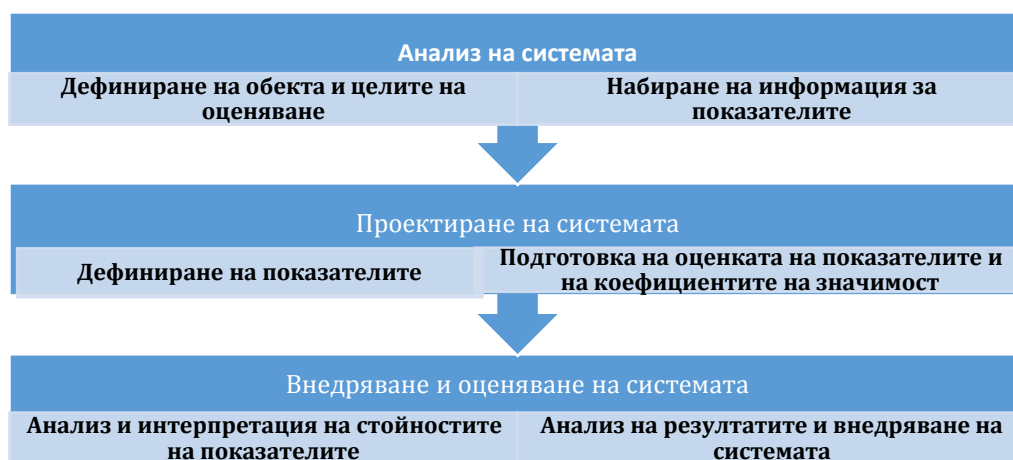 Анализ на системата
Дефиниране на обекта и целите на
оценяване
Набиране на информация за
показателите
Проектиране на системата
Дефиниране на показателите
Подготовка на оценката на показателите и
на коефициентите на значимост
Внедряване и оценяване на системата
Анализ и интерпретация на стойностите
на показателите
Анализ на резултатите и внедряване на
системата